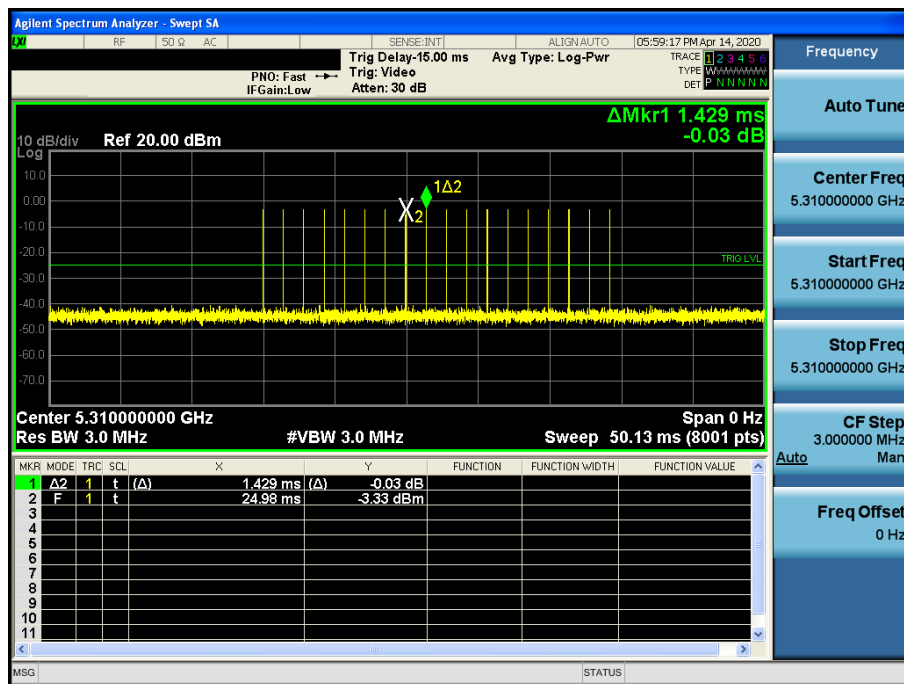 Agilent Spectrum Analyzer - Swept SA
LXI RF 50 Ω AC SENSE:INT ALIGN AUTO 05:59:17 PM Apr 14, 2020
Trig Delay-15.00 ms Avg Type: Log-Pwr TRACE 1 2 3 4 5 6
PNO: Fast Trig: Video TYPE WWWWWWW
IFGain:Low Atten: 30 dB DET P N N N N N
ΔMkr1 1.429 ms
-0.03 dB
10 dB/div Ref 20.00 dBm
Log
10.0
0.00
-10.0
-20.0
-30.0
-40.0
-50.0
-60.0
-70.0
1Δ2
X2
TRIG LVL
Center 5.310000000 GHz Span 0 Hz
Res BW 3.0 MHz #VBW 3.0 MHz Sweep 50.13 ms (8001 pts)
MKR MODE TRC SCL X Y FUNCTION FUNCTION WIDTH FUNCTION VALUE
1 Δ2 1 t (Δ) 1.429 ms (Δ) -0.03 dB
2 F 1 t 24.98 ms -3.33 dBm
3
4
5
6
7
8
9
10
11
MSG STATUS
Frequency
Auto Tune
Center Freq
5.310000000 GHz
Start Freq
5.310000000 GHz
Stop Freq
5.310000000 GHz
CF Step
3.000000 MHz
Auto Man
Freq Offset
0 Hz